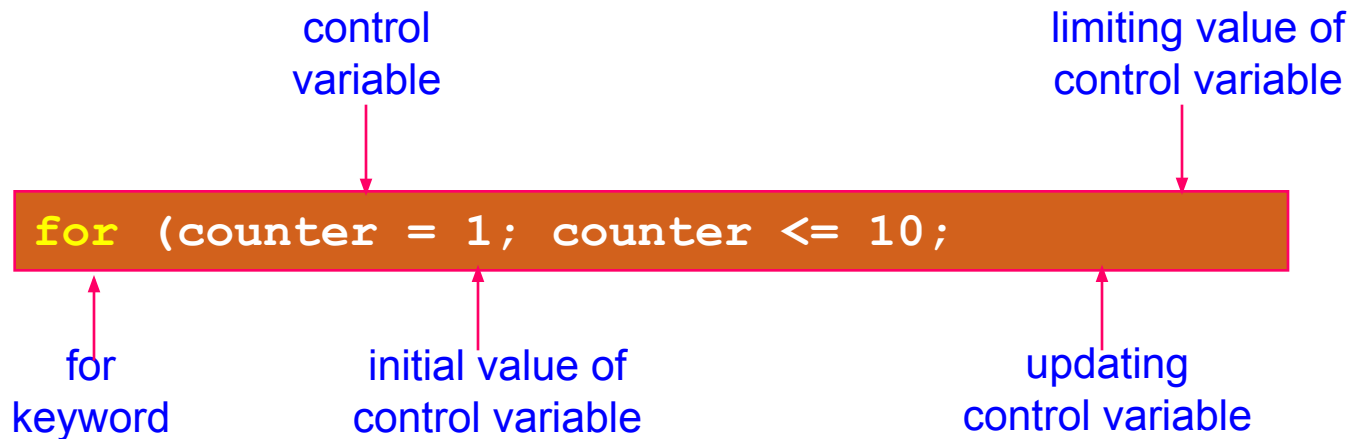 control
variable
limiting value of
control variable
for (counter = 1; counter <= 10;
for
keyword
initial value of
control variable
updating
control variable